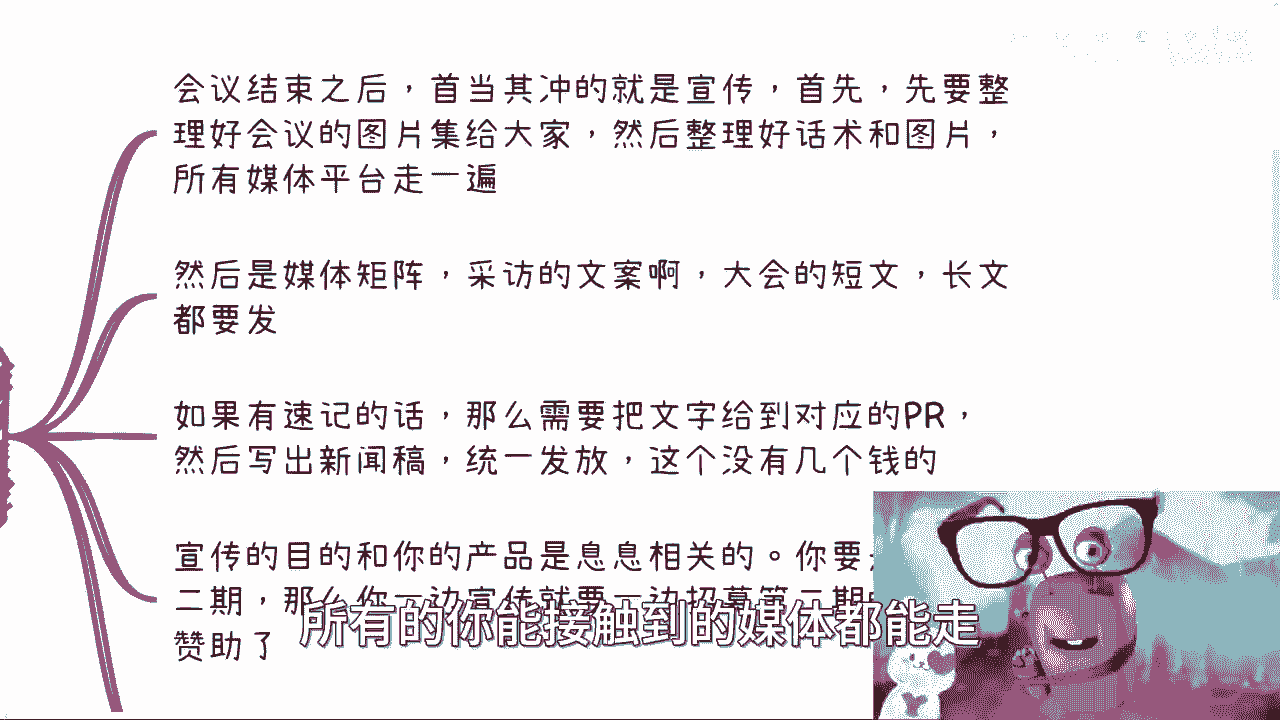 会议结束之后，首当其冲的就是宣传，首先，先要整
理好会议的图片集给大家，然后整理好话术和图片，
所有媒体平台走一遍
然后是媒体矩阵，采访的文案啊，大会的短文，长文
都要发
如果有速记的话，那么需要把文字给到对应的PR，
然后写出新闻稿，统一发放，这个没有几个钱的
宣传的目的和你的产品是息息相关的。你要
二期，那么你一边宣传就要一边招募第二期
赞助了
所有的你能接触到的媒体都能走